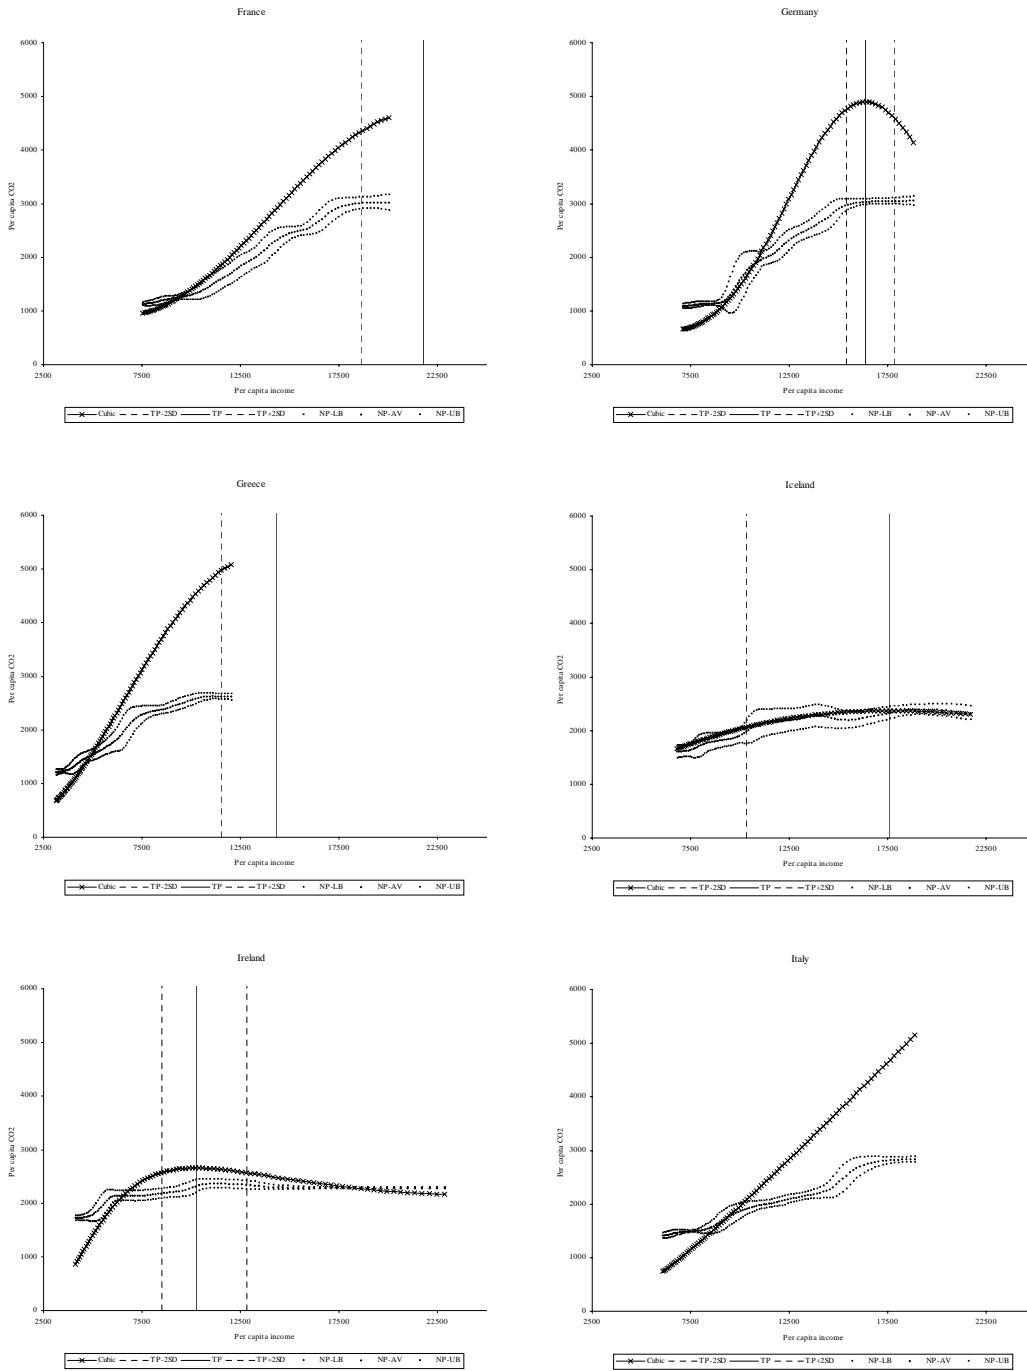 France
Germany
6000
5000
4000
3000
2000
1000
0
Per capita CO2
2500 7500 12500 17500 22500
Per capita income
Cubic TP-2SD TP TP+2SD NP-LB NP-AV NP-UB
6000
5000
4000
3000
2000
1000
0
Per capita CO2
2500 7500 12500 17500 22500
Per capita income
Cubic TP-2SD TP TP+2SD NP-LB NP-AV NP-UB
Greece
Iceland
6000
5000
4000
3000
2000
1000
0
Per capita CO2
2500 7500 12500 17500 22500
Per capita income
Cubic TP-2SD TP TP+2SD NP-LB NP-AV NP-UB
6000
5000
4000
3000
2000
1000
0
Per capita CO2
2500 7500 12500 17500 22500
Per capita income
Cubic TP-2SD TP TP+2SD NP-LB NP-AV NP-UB
Ireland
Italy
6000
5000
4000
3000
2000
1000
0
Per capita CO2
2500 7500 12500 17500 22500
Per capita income
Cubic TP-2SD TP TP+2SD NP-LB NP-AV NP-UB
6000
5000
4000
3000
2000
1000
0
Per capita CO2
2500 7500 12500 17500 22500
Per capita income
Cubic TP-2SD TP TP+2SD NP-LB NP-AV NP-UB